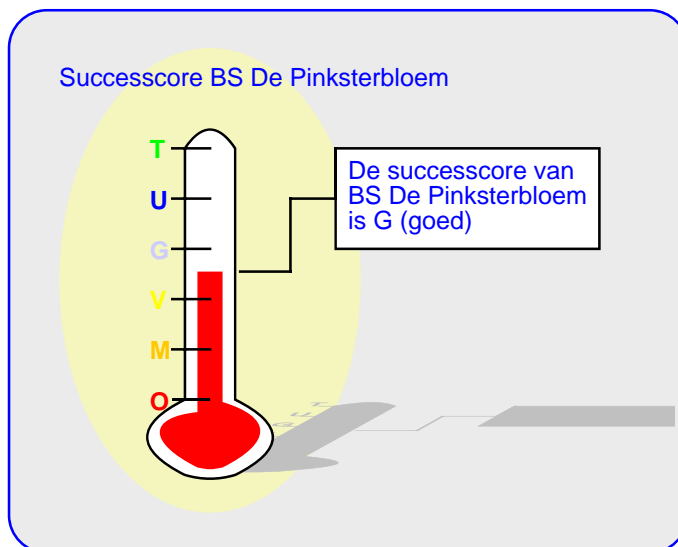 Successcore BS De Pinksterbloem
T
U
G
V
M
O
De successcore van
BS De Pinksterbloem
is G (goed)